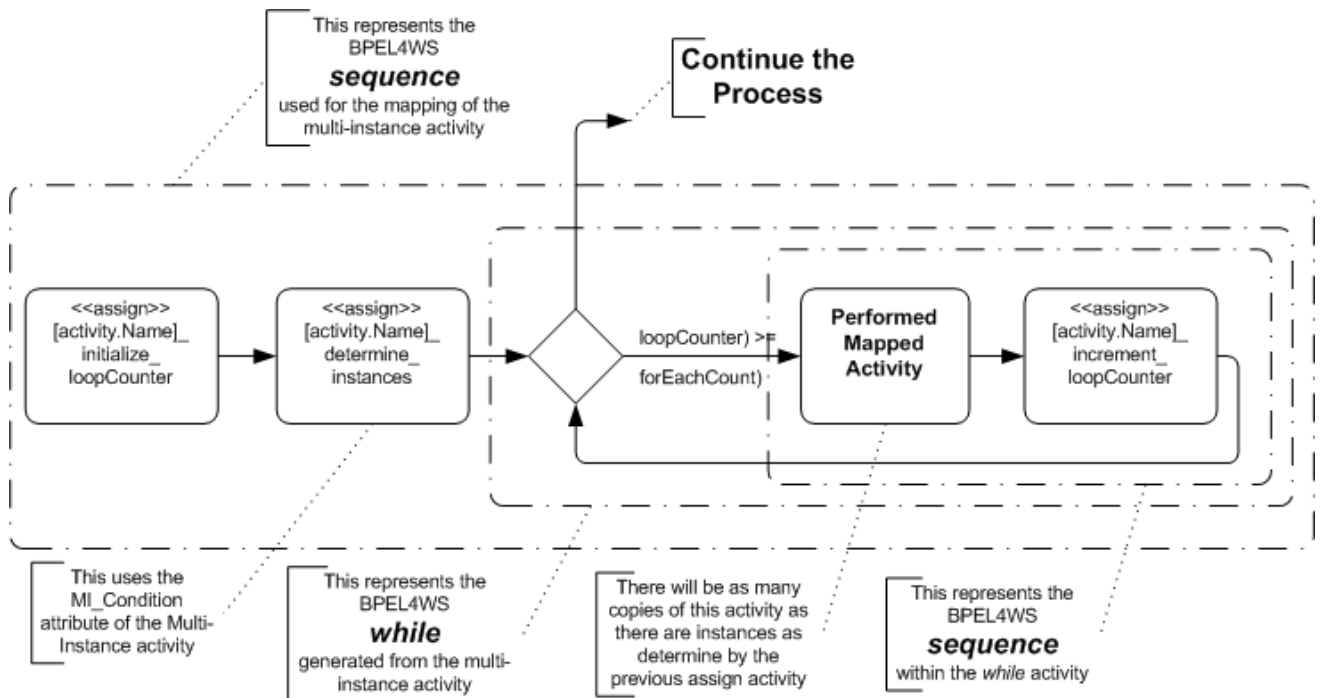 This represents the
BPEL4WS
sequence
used for the mapping of the
multi-instance activity
Continue the
Process
<<assign>>
[activity.Name]_
initialize_
loopCounter
<<assign>>
[activity.Name]_
determine_
instances
loopCounter) >=
forEachCount)
Performed
Mapped
Activity
<<assign>>
[activity.Name]_
increment_
loopCounter
This uses the
MI_Condition
attribute of the Multi-
Instance activity
This represents the
BPEL4WS
while
generated from the multi-
instance activity
There will be as many
copies of this activity as
there are instances as
determine by the
previous assign activity
This represents the
BPEL4WS
sequence
within the while activity